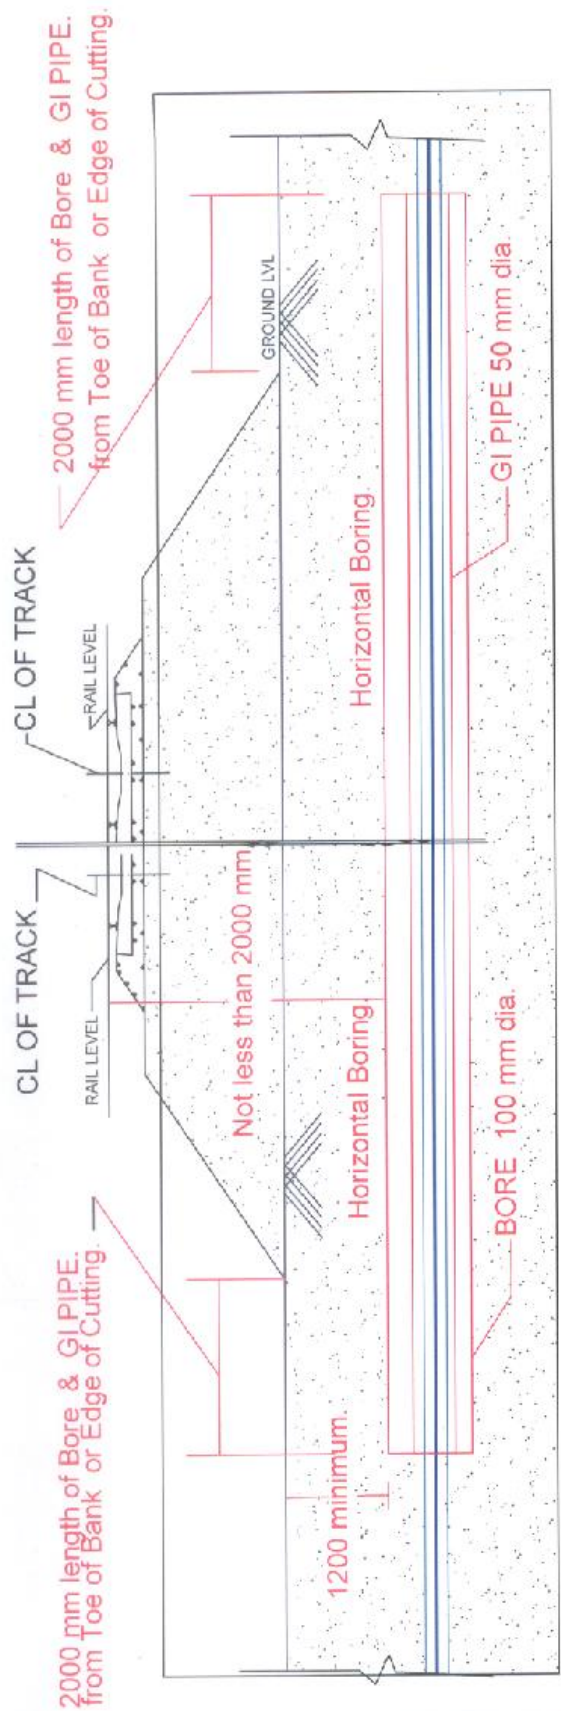 2000 mm length of Bore & GI PIPE.
from Toe of Bank or Edge of Cutting.
CL OF TRACK
CL OF TRACK
2000 mm length of Bore & GI PIPE.
from Toe of Bank or Edge of Cutting.
RAIL LEVEL
RAIL LEVEL
GROUND LVL
Not less than 2000 mm
1200 minimum.
Horizontal Boring.
Horizontal Boring.
BORE 100 mm dia.
GI PIPE 50 mm dia.